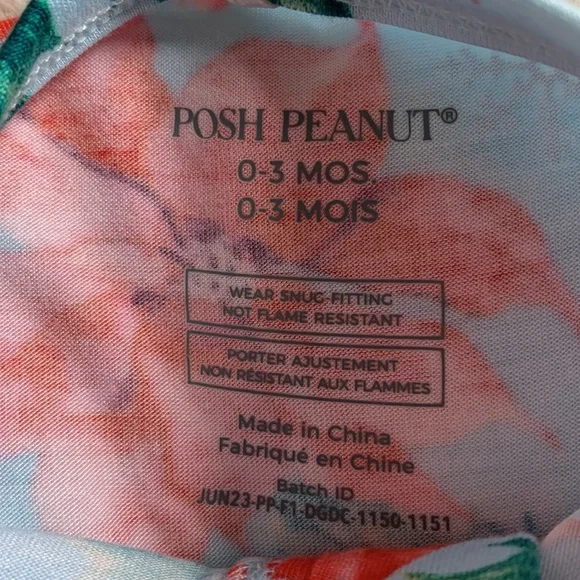 POSH PEANUT®
0-3 MOS.
0-3 MOIS
WEAR SNUG-FITTING
NOT FLAME RESISTANT
PORTER AJUSTEMENT
NON RÉSISTANT AUX FLAMMES
Made in China
Fabriqué en Chine
Batch ID
JUN23-PP-F1-DGDC-1150-1151